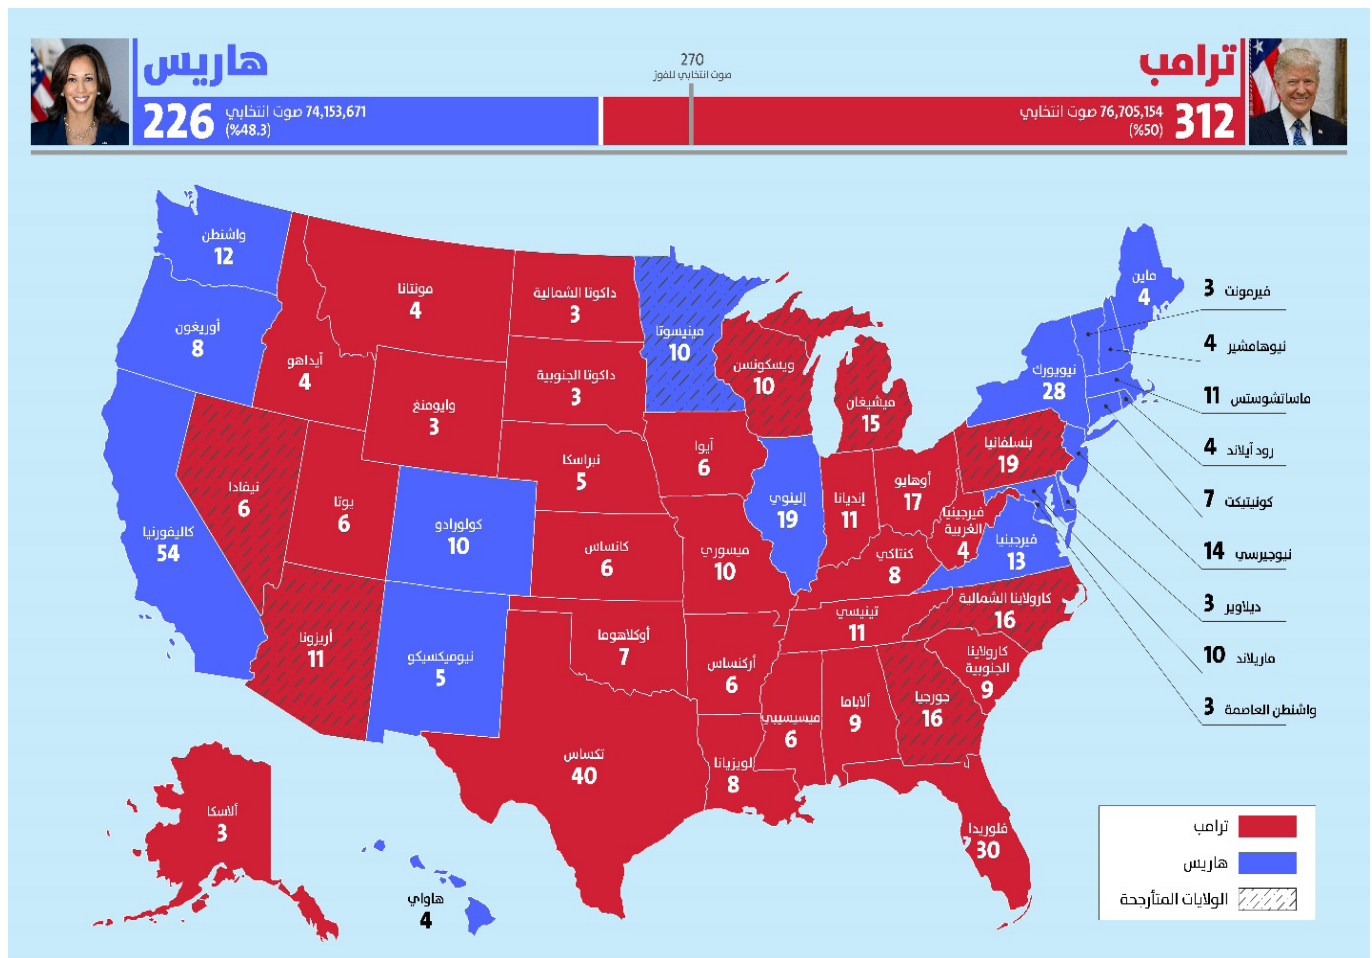 هاريس
226
74,153,671 صوت انتخابي
(%48.3)
270
صوت انتخابي للفوز
ترامب
312
76,705,154 صوت انتخابي
(%50)
واشنطن
12
أوريغون
8
كاليفورنيا
54
نيفادا
6
آيداهو
4
مونتانا
4
وايومنغ
3
يوتا
6
أريزونا
11
كولورادو
10
نيوميكسيكو
5
داكوتا الشمالية
3
داكوتا الجنوبية
3
نبراسكا
5
كانساس
6
أوكلاهوما
7
تكساس
40
مينيسوتا
10
آيوا
6
ميسوري
10
أركنساس
6
لويزيانا
8
ويسكونسن
10
إلينوي
19
ميشيغان
15
إنديانا
11
أوهايو
17
كنتاكي
8
تينيسي
11
ميسيسيبي
6
ألاباما
9
جورجيا
16
فلوريدا
30
كارولاينا
الجنوبية
9
كارولاينا الشمالية
16
فيرجينيا
13
فيرجينيا
الغربية
4
بنسلفانيا
19
نيويورك
28
ماين
4
فيرمونت 3
نيوهامشير 4
ماساتشوستس 11
رود آيلاند 4
كونيتيكت 7
نيوجيرسي 14
ديلاوير 3
ماريلاند 10
واشنطن العاصمة 3
ألاسكا
3
هاواي
4
ترامب
هاريس
الولايات المتأرجحة